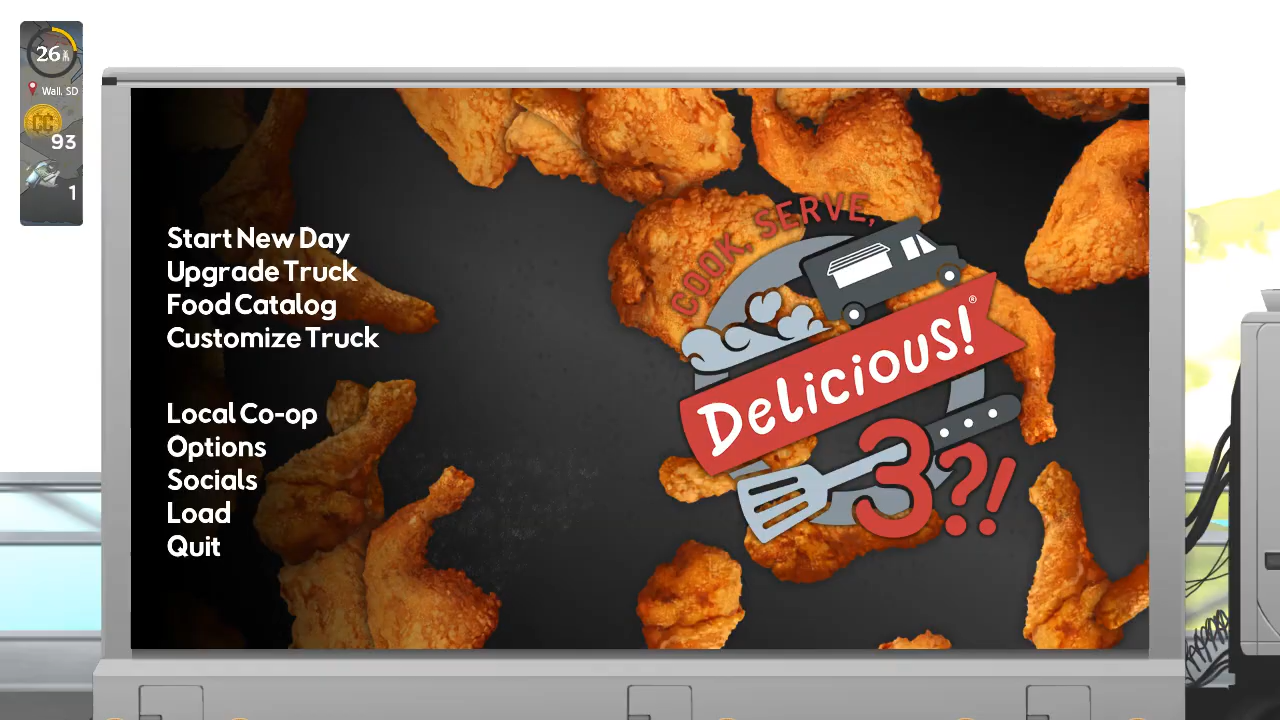 26
Wall, SD
CC
93
1
Start New Day
Upgrade Truck
Food Catalog
Customize Truck
Local Co-op
Options
Socials
Load
Quit
COOK, SERVE,
Delicious!®
3?!